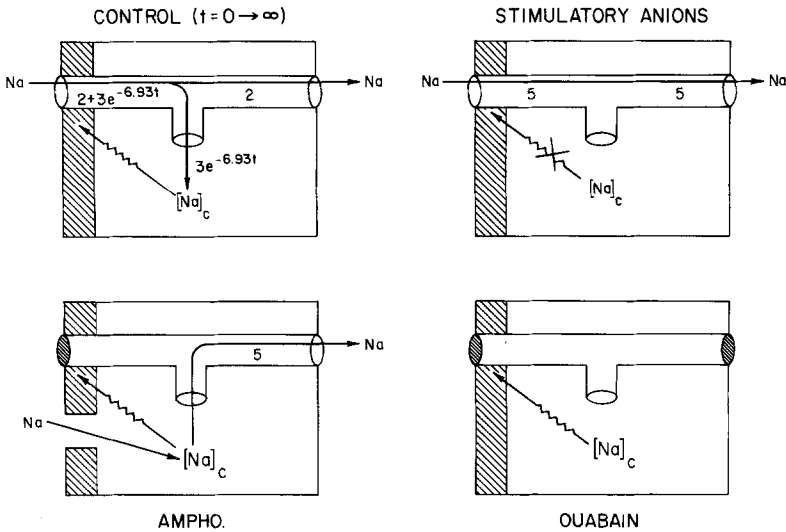 CONTROL (t=0→∞)
STIMULATORY ANIONS
Na
2+3e^-6.93t
2
Na
3e^-6.93t
[Na]c
Na
5
5
Na
[Na]c
5
Na
Na
[Na]c
[Na]c
AMPHO.
OUABAIN